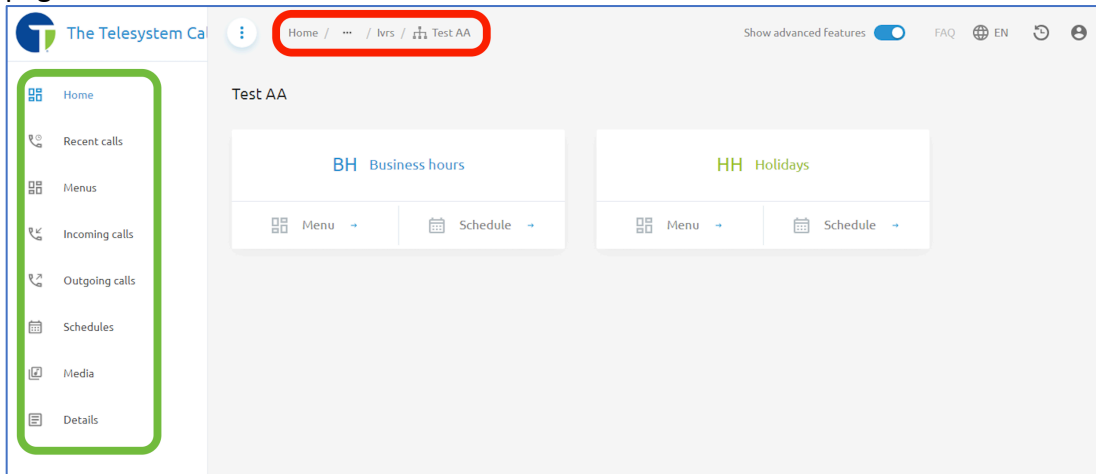 The Telesystem Cal
Home / ... / Ivrs / Test AA
Show advanced features
FAQ
EN
Home
Recent calls
Menus
Incoming calls
Outgoing calls
Schedules
Media
Details
Test AA
BH Business hours
Menu →
Schedule →
HH Holidays
Menu →
Schedule →